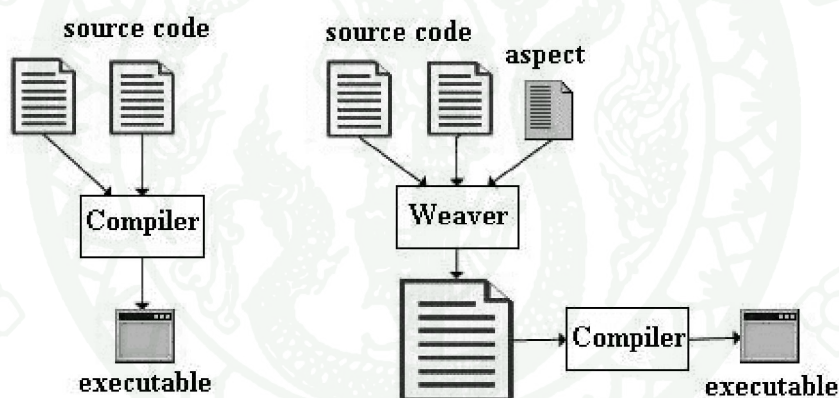 source code
Compiler
executable
source code
aspect
Weaver
Compiler
executable